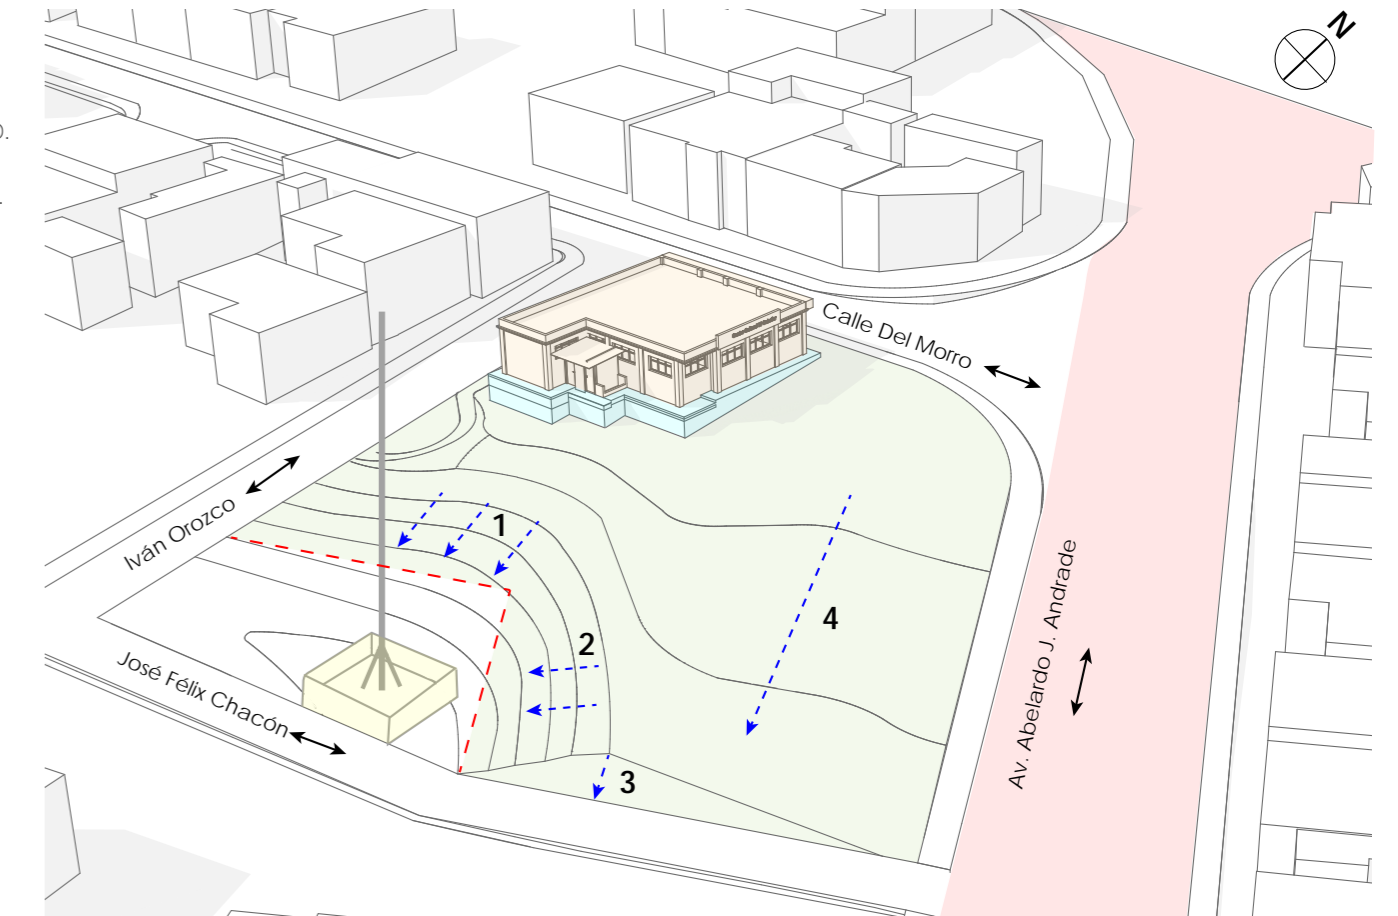 N
Calle Del Morro
Iván Orozco
1
2
4
José Félix Chacón
3
Av. Abelardo J. Andrade